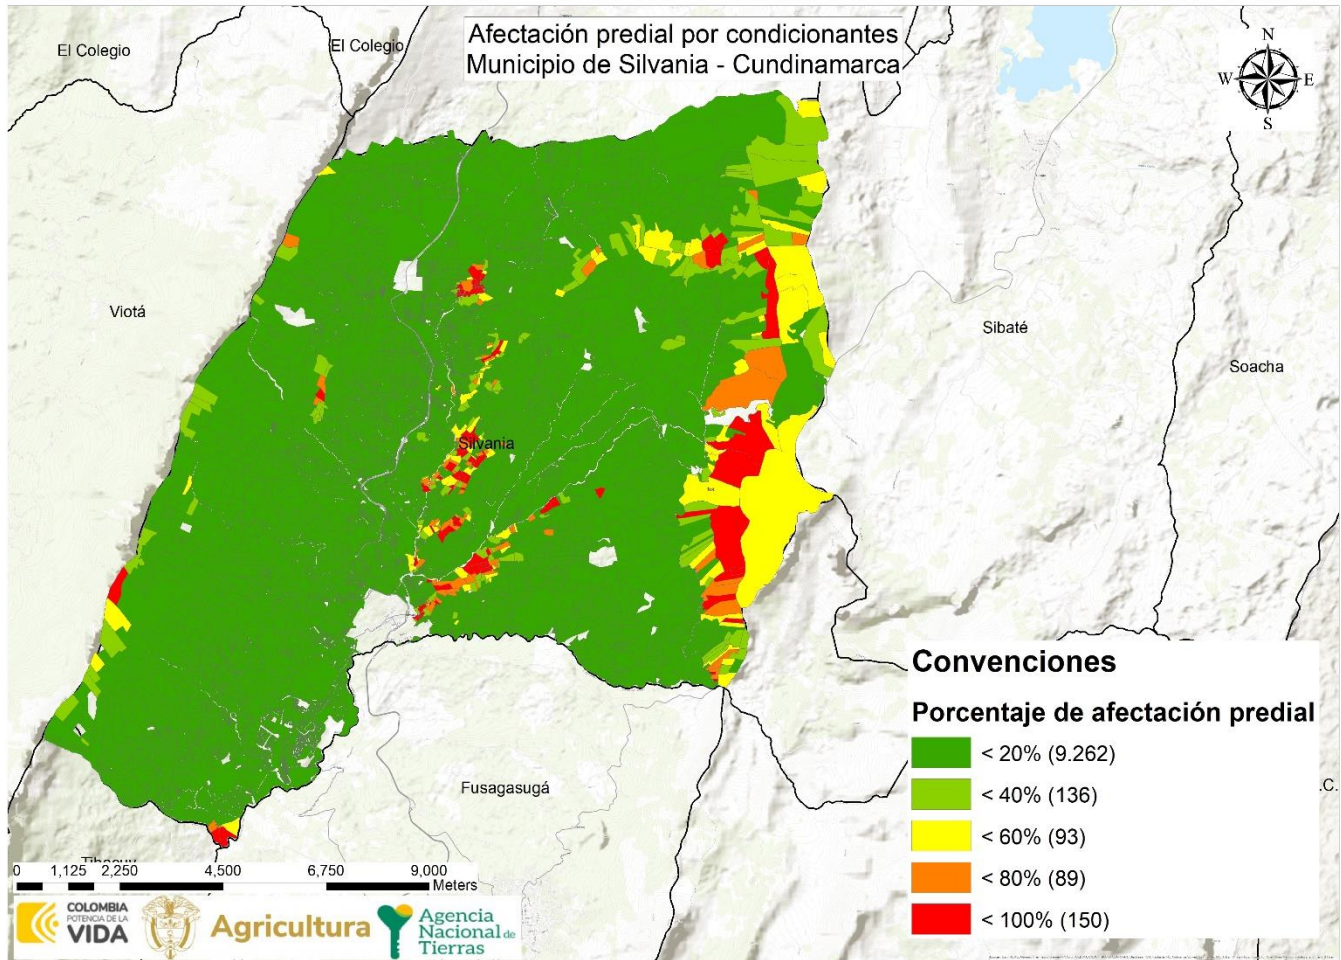 Afectación predial por condicionantes
Municipio de Silvania - Cundinamarca
El Colegio
El Colegio
N
W
E
S
Viotá
Sibaté
Soacha
Silvania
Fusagasugá
Convenciones
Porcentaje de afectación predial
< 20% (9.262)
< 40% (136)
< 60% (93)
< 80% (89)
< 100% (150)
.C.
0 1,125 2,250 4,500 6,750 9,000
Meters
COLOMBIA
POTENCIA DE LA
VIDA
Agricultura
Agencia
Nacional de
Tierras